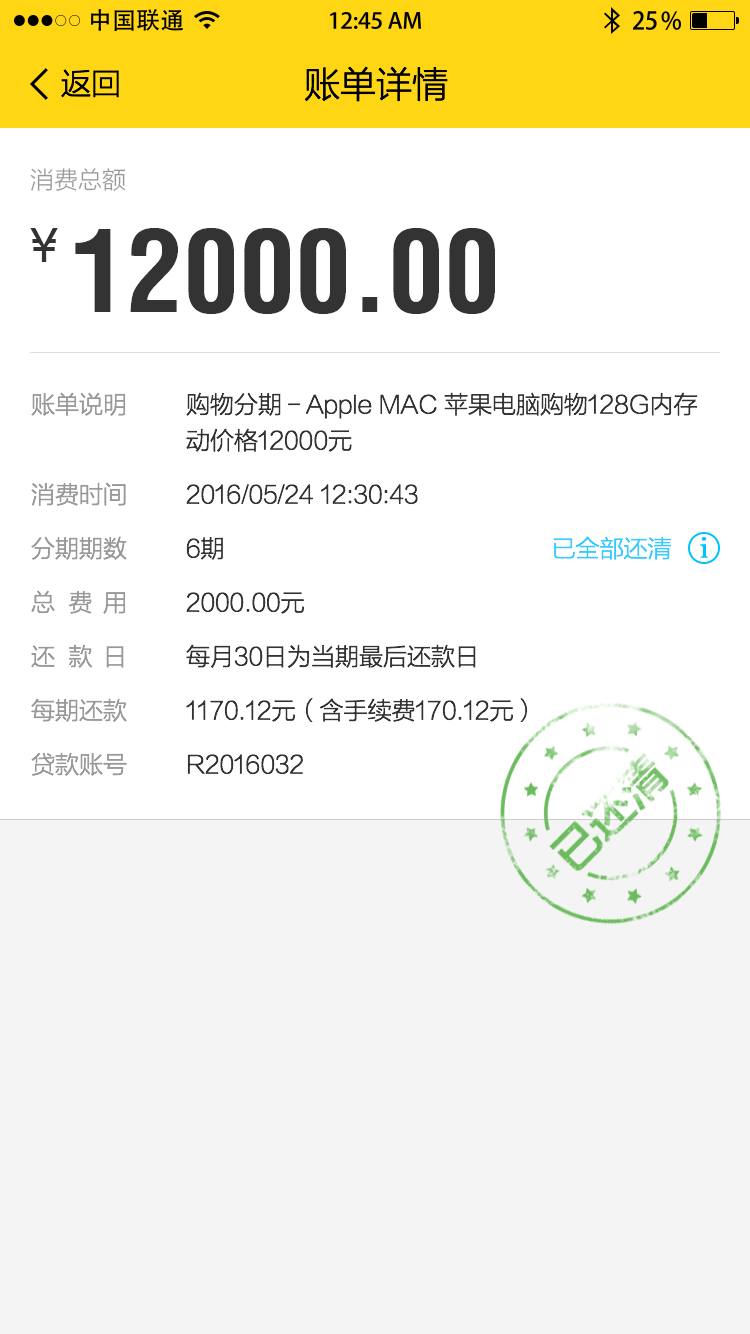 中国联通 12:45 AM 25%
返回 账单详情
消费总额
¥12000.00
账单说明 购物分期 – Apple MAC 苹果电脑购物128G内存
动价格12000元
消费时间 2016/05/24 12:30:43
分期期数 6期 已全部还清
总 费 用 2000.00元
还 款 日 每月30日为当期最后还款日
每期还款 1170.12元（含手续费170.12元）
贷款账号 R2016032
已还清